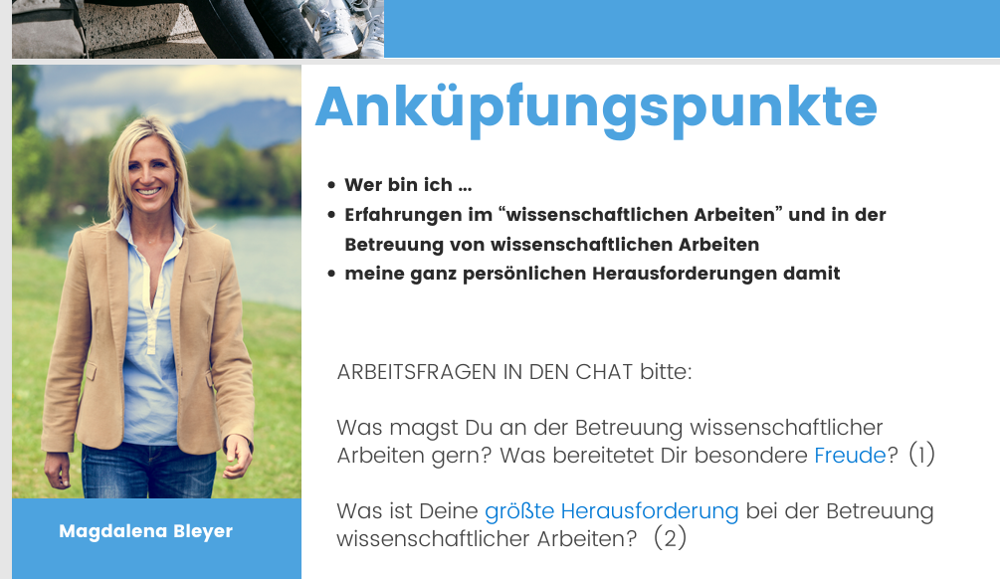 Anküpfungspunkte
• Wer bin ich ...
• Erfahrungen im “wissenschaftlichen Arbeiten” und in der
Betreuung von wissenschaftlichen Arbeiten
• meine ganz persönlichen Herausforderungen damit
ARBEITSFRAGEN IN DEN CHAT bitte:
Was magst Du an der Betreuung wissenschaftlicher
Arbeiten gern? Was bereitetet Dir besondere Freude? (1)
Was ist Deine größte Herausforderung bei der Betreuung
wissenschaftlicher Arbeiten? (2)
Magdalena Bleyer